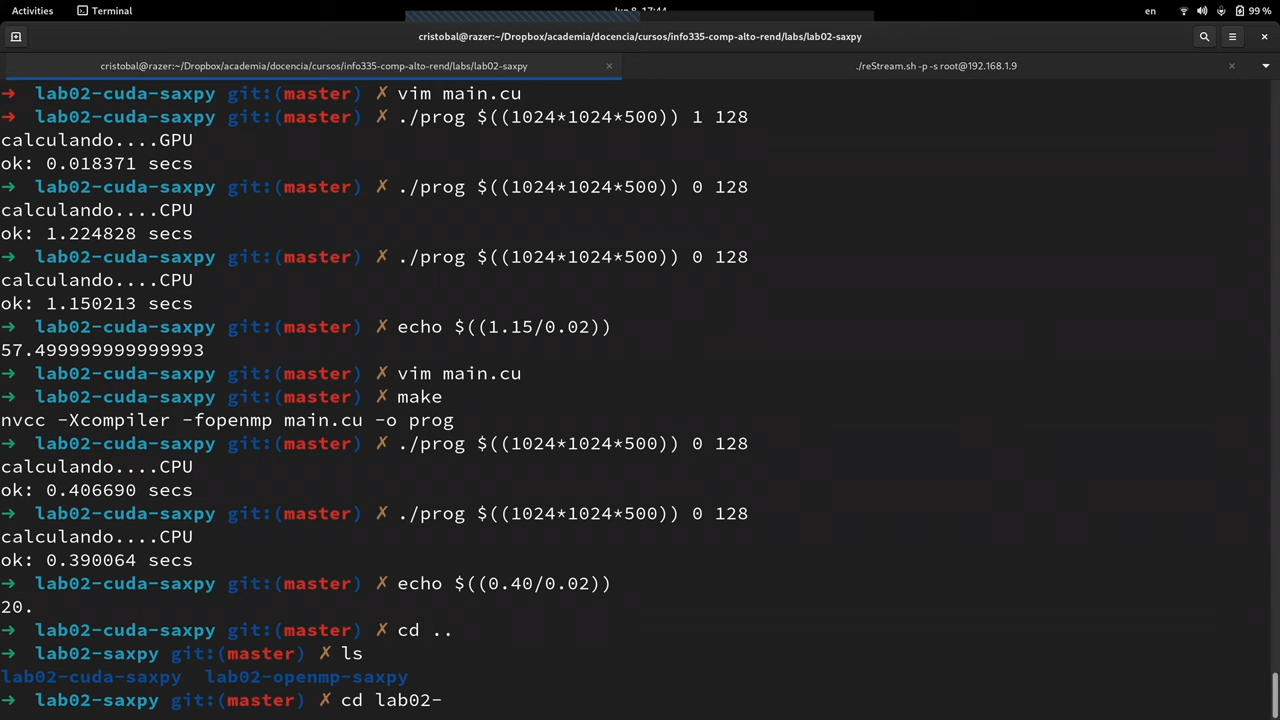 Activities Terminal Jun 8 17:44 en 99 %
cristobal@razer:~/Dropbox/academia/docencia/cursos/info335-comp-alto-rend/labs/lab02-saxpy
cristobal@razer:~/Dropbox/academia/docencia/cursos/info335-comp-alto-rend/labs/lab02-saxpy × ./reStream.sh -p -s root@192.168.1.9 ×
➜ lab02-cuda-saxpy git:(master) ✗ vim main.cu
➜ lab02-cuda-saxpy git:(master) ✗ ./prog $((1024*1024*500)) 1 128
calculando....GPU
ok: 0.018371 secs
➜ lab02-cuda-saxpy git:(master) ✗ ./prog $((1024*1024*500)) 0 128
calculando....CPU
ok: 1.224828 secs
➜ lab02-cuda-saxpy git:(master) ✗ ./prog $((1024*1024*500)) 0 128
calculando....CPU
ok: 1.150213 secs
➜ lab02-cuda-saxpy git:(master) ✗ echo $((1.15/0.02))
57.499999999999993
➜ lab02-cuda-saxpy git:(master) ✗ vim main.cu
➜ lab02-cuda-saxpy git:(master) ✗ make
nvcc -Xcompiler -fopenmp main.cu -o prog
➜ lab02-cuda-saxpy git:(master) ✗ ./prog $((1024*1024*500)) 0 128
calculando....CPU
ok: 0.406690 secs
➜ lab02-cuda-saxpy git:(master) ✗ ./prog $((1024*1024*500)) 0 128
calculando....CPU
ok: 0.390064 secs
➜ lab02-cuda-saxpy git:(master) ✗ echo $((0.40/0.02))
20.
➜ lab02-cuda-saxpy git:(master) ✗ cd ..
➜ lab02-saxpy git:(master) ✗ ls
lab02-cuda-saxpy lab02-openmp-saxpy
➜ lab02-saxpy git:(master) ✗ cd lab02-